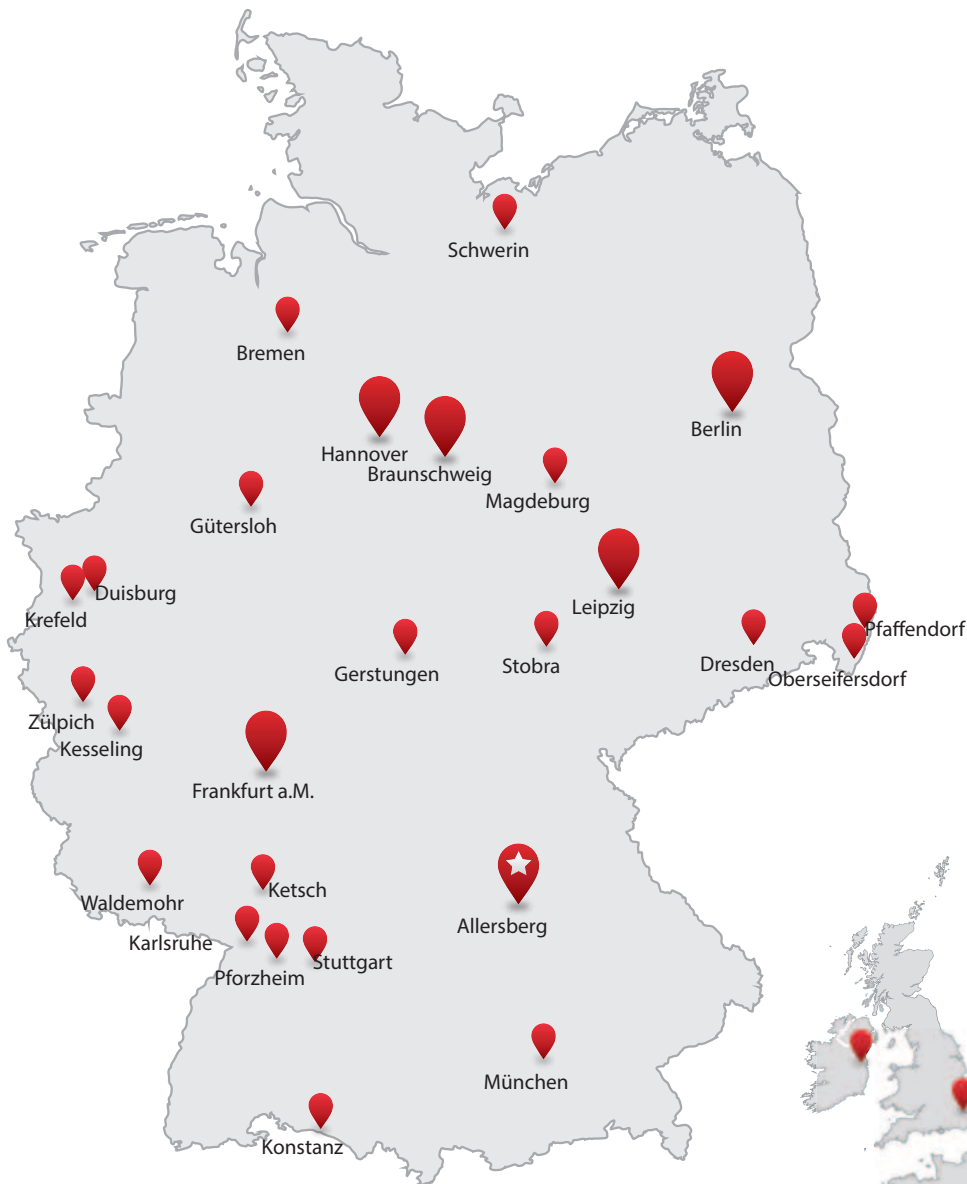 Schwerin
Bremen
Berlin
Hannover
Braunschweig
Magdeburg
Gütersloh
Duisburg
Leipzig
Krefeld
Pfaffendorf
Gerstungen
Stobra
Dresden
Oberseifersdorf
Zülpich
Kesseling
Frankfurt a.M.
Ketsch
Waldemohr
Allersberg
Karlsruhe
Stuttgart
Pforzheim
München
Konstanz